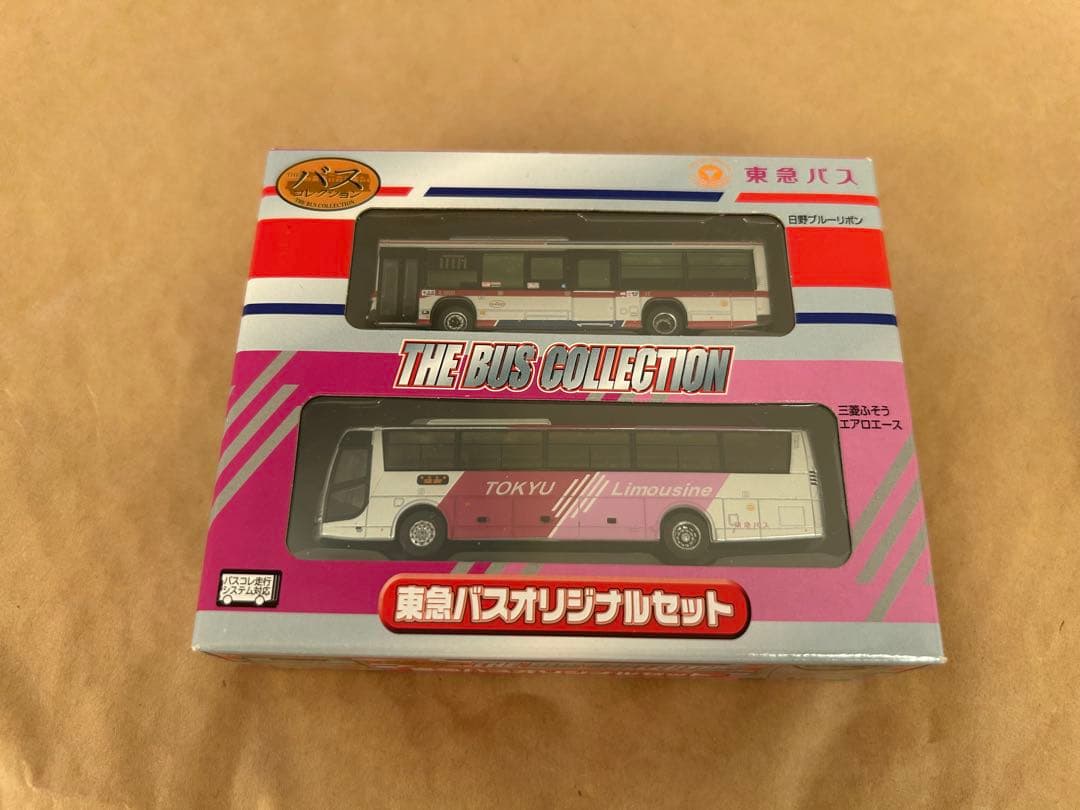 THE
バス
コレクション
THE BUS COLLECTION
東急バス
日野ブルーリボン
THE BUS COLLECTION
三菱ふそう
エアロエース
TOKYU Limousine
東急バス
バスコレ走行
システム対応
東急バスオリジナルセット